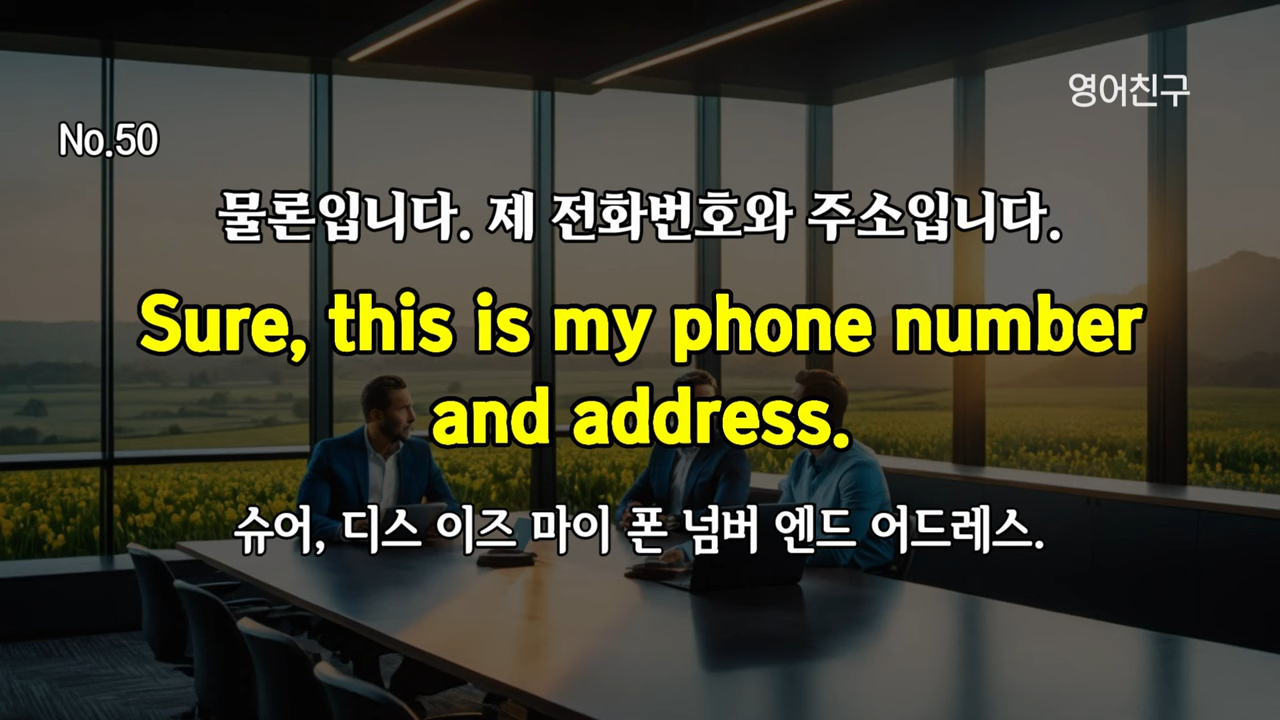 영어친구
No.50
물론입니다. 제 전화번호와 주소입니다.
Sure, this is my phone number
and address.
슈어, 디스 이즈 마이 폰 넘버 엔드 어드레스.